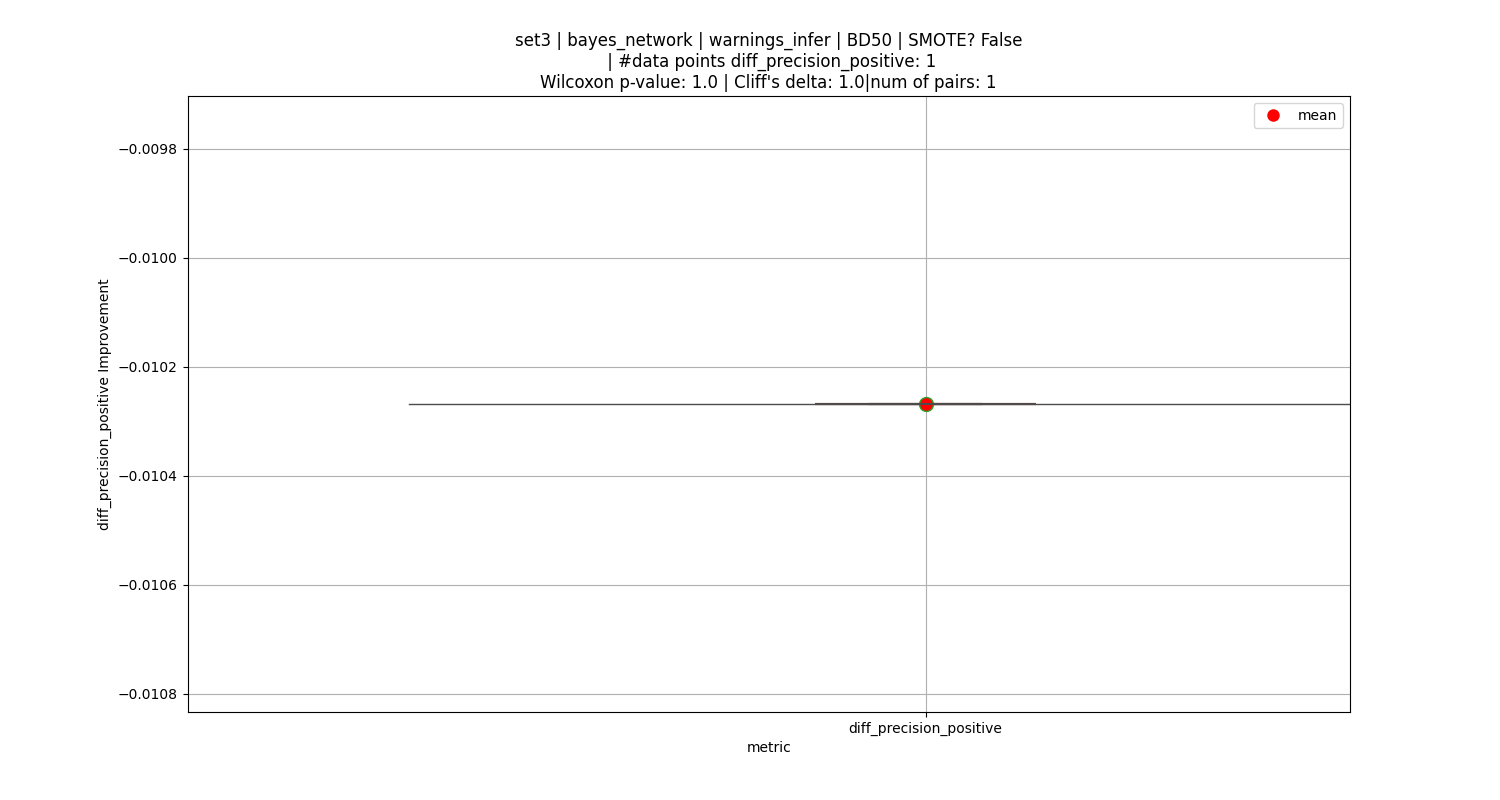 set3 | bayes_network | warnings_infer | BD50 | SMOTE? False
| #data points diff_precision_positive: 1
Wilcoxon p-value: 1.0 | Cliff's delta: 1.0|num of pairs: 1
mean
−0.0098
−0.0100
−0.0102
−0.0104
−0.0106
−0.0108
diff_precision_positive Improvement
diff_precision_positive
metric